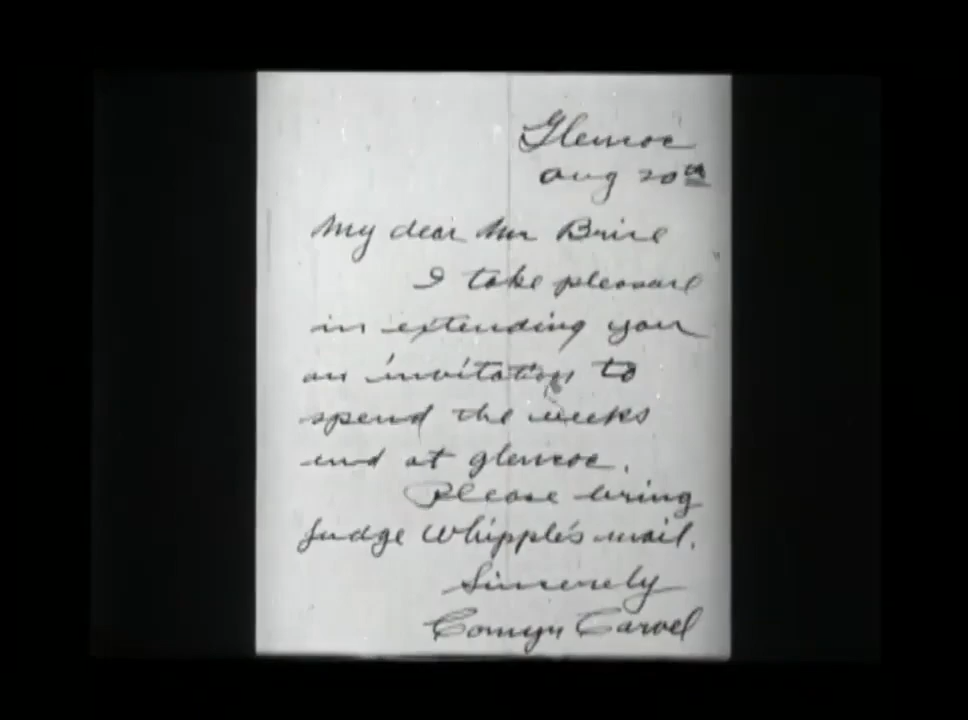 Glencoe
Aug 20th
My dear Mr Brice
I take pleasure
in extending you
an invitation to
spend the weeks
end at glencoe.
Please bring
Judge Whipple's mail.
Sincerely
Comyn Carvel